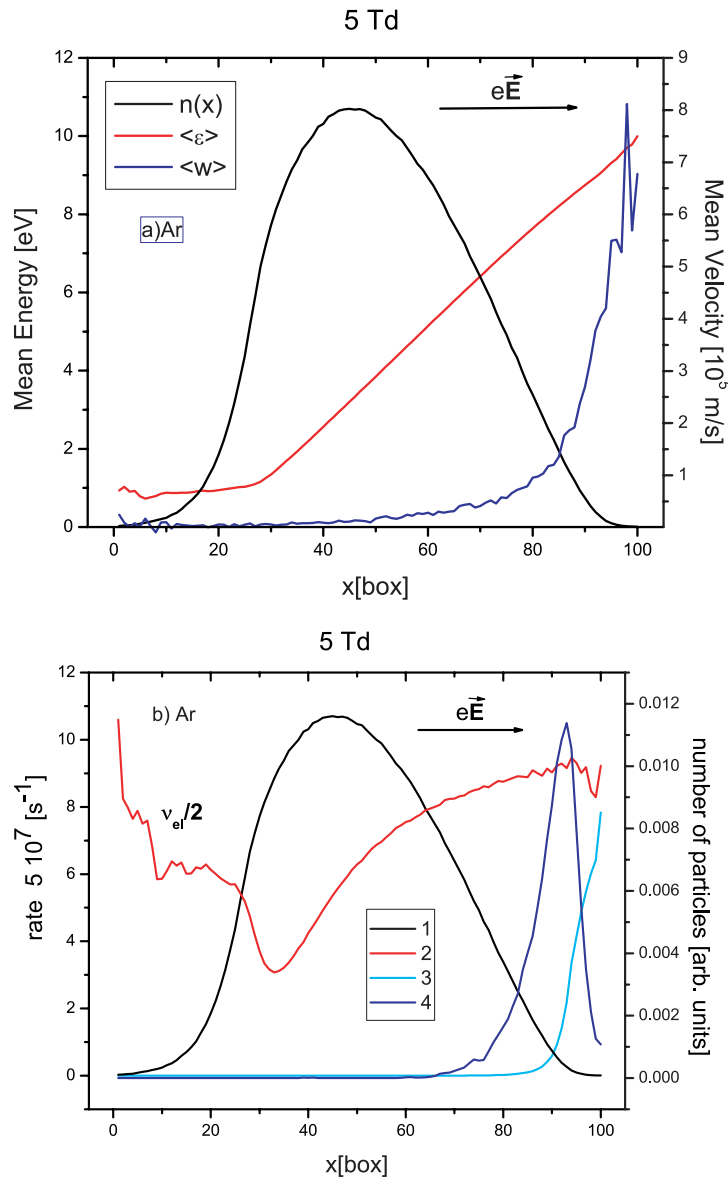 5 Td
12
10
8
6
4
2
0
Mean Energy [eV]
n(x)
<ε>
<w>
a)Ar
eE
9
8
7
6
5
4
3
2
1
Mean Velocity [10⁵ m/s]
0 20 40 60 80 100
x[box]
5 Td
12
10
8
6
4
2
0
rate 5 10⁷ [s⁻¹]
b) Ar
ν_el/2
eE
1
2
3
4
0.012
0.010
0.008
0.006
0.004
0.002
0.000
number of particles [arb. units]
0 20 40 60 80 100
x[box]